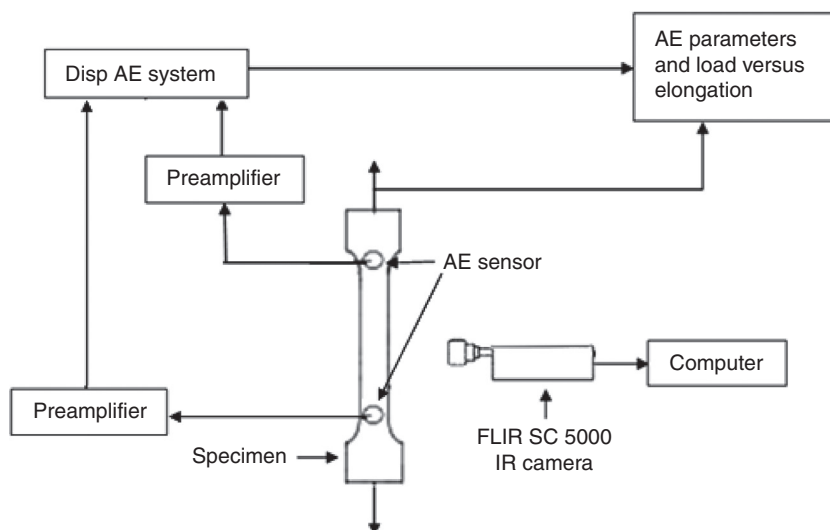 Disp AE system
AE parameters
and load versus
elongation
Preamplifier
AE sensor
Computer
Preamplifier
FLIR SC 5000
IR camera
Specimen